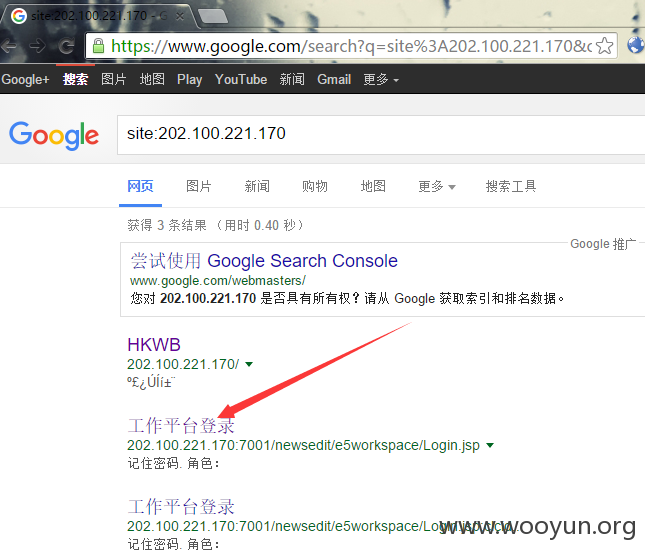 site:202.100.221.170 - G
https://www.google.com/search?q=site%3A202.100.221.170&
Google+ 搜索 图片 地图 Play YouTube 新闻 Gmail 更多
Google site:202.100.221.170
网页 图片 新闻 购物 地图 更多 搜索工具
获得 3 条结果 （用时 0.40 秒）
Google 推广
尝试使用 Google Search Console
www.google.com/webmasters/
您对 202.100.221.170 是否具有所有权？请从 Google 获取索引和排名数据。
HKWB
202.100.221.170/
º£¿ÚÍí±¨
工作平台登录
202.100.221.170:7001/newsedit/e5workspace/Login.jsp
记住密码. 角色：
工作平台登录
202.100.221.170:7001/newsedit/e5workspace/
www.wooyun.org
记住密码. 角色：